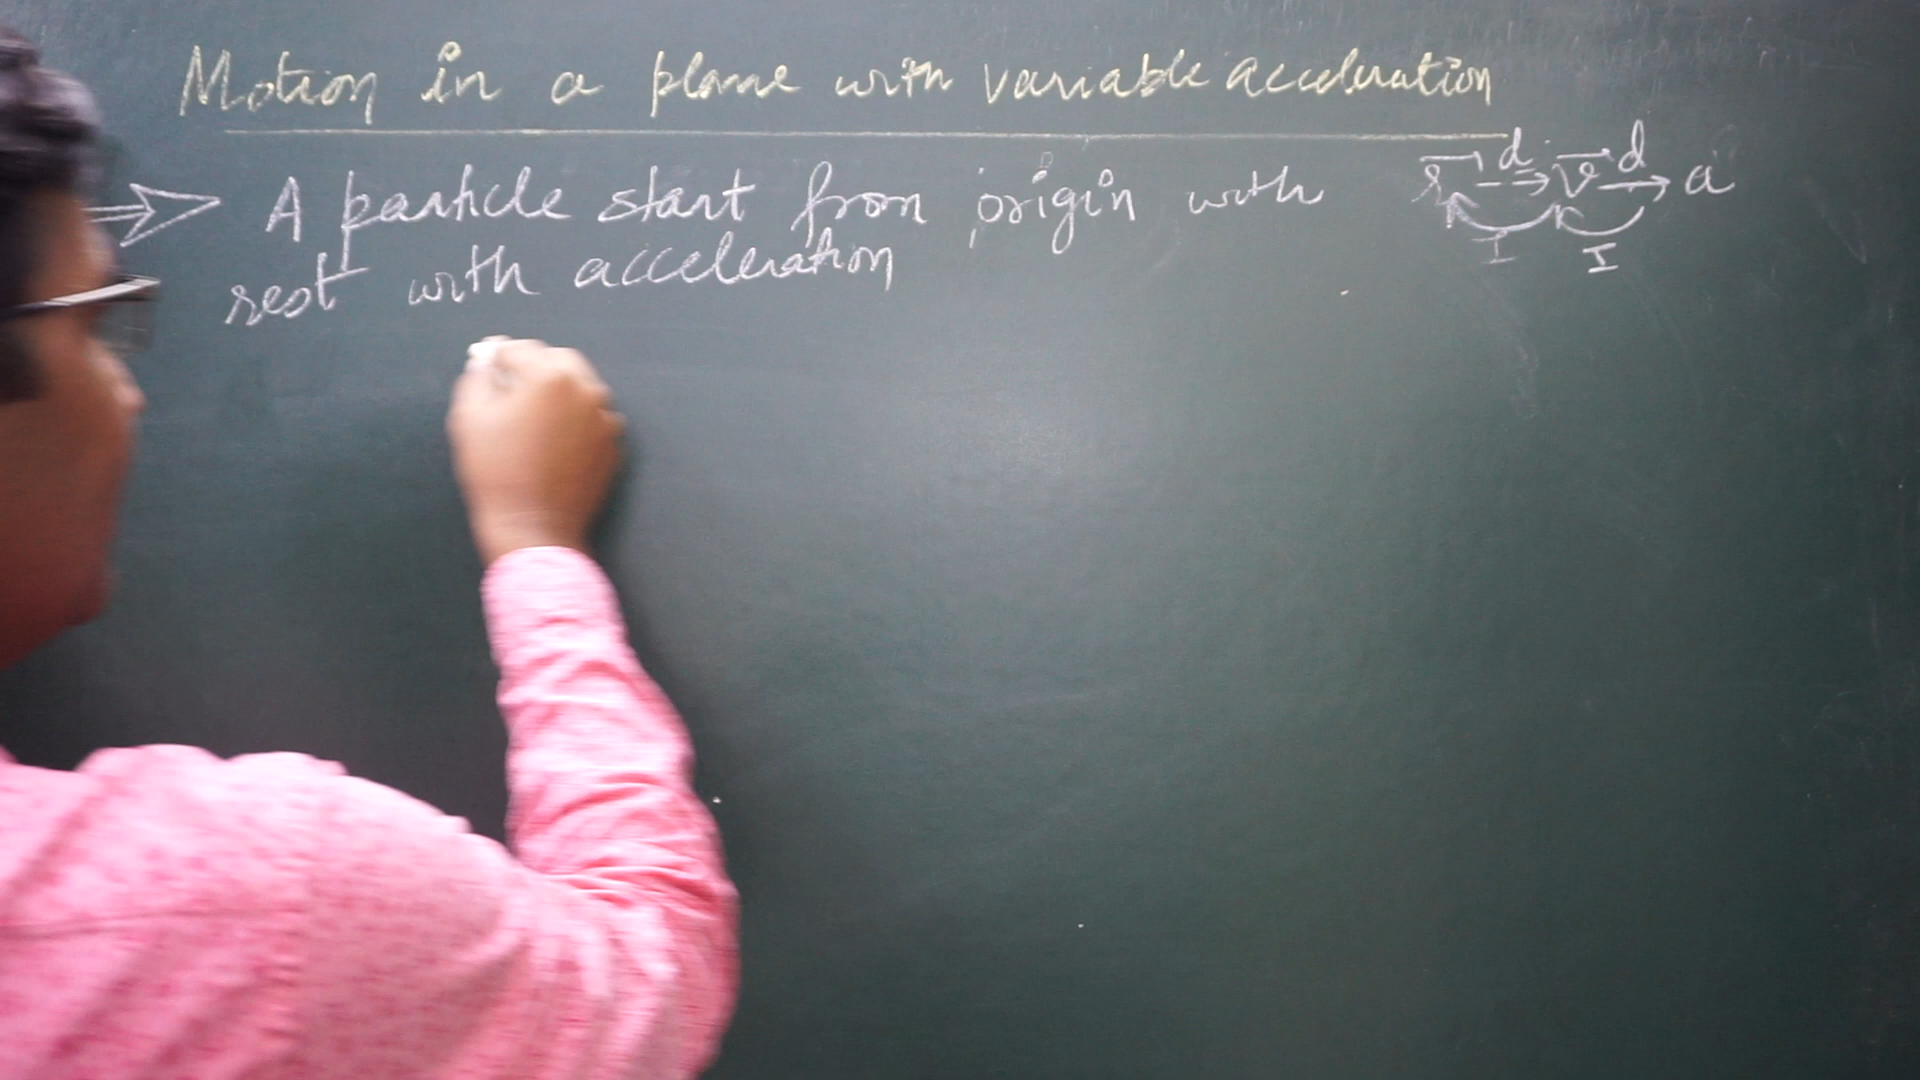 Motion in a plane with variable acceleration
⇒ A particle start from origin with
rest with acceleration
r⃗ d→ v⃗ d→ a
I I